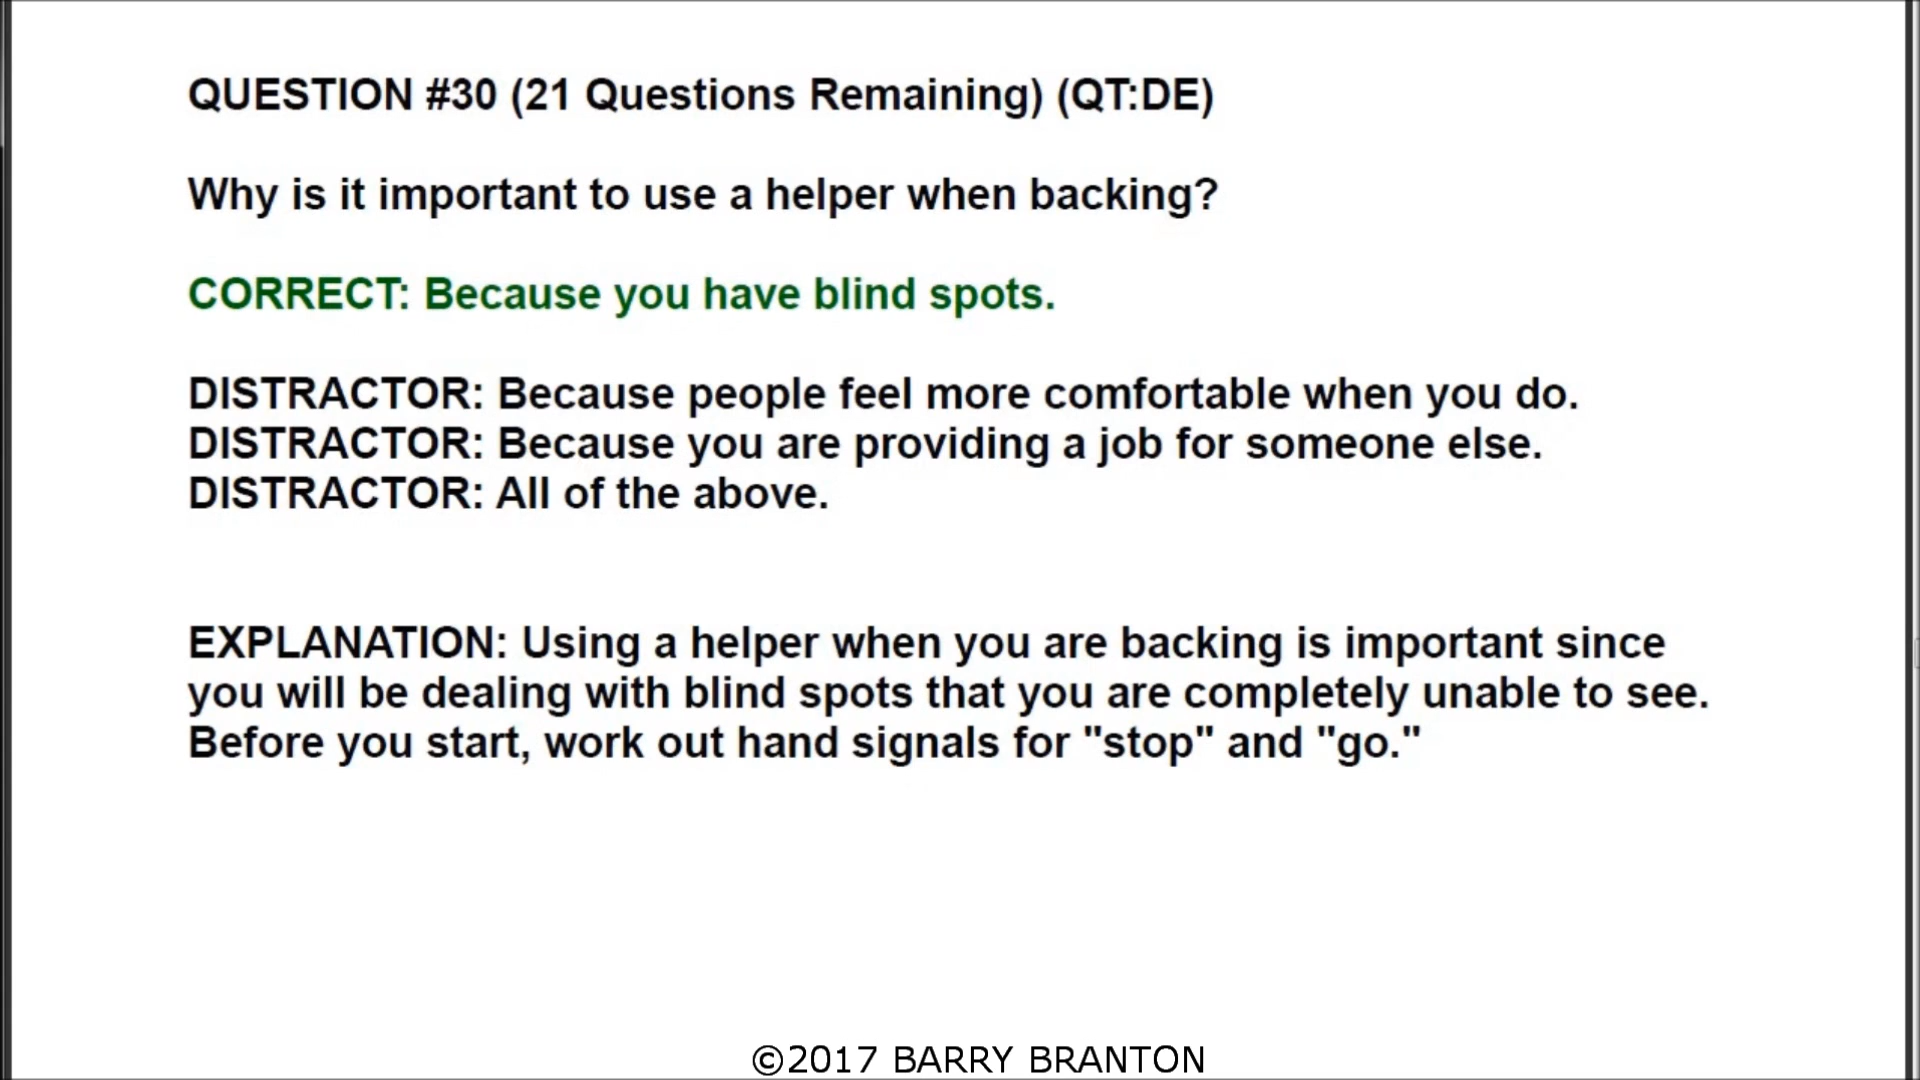 QUESTION #30 (21 Questions Remaining) (QT:DE)
Why is it important to use a helper when backing?
CORRECT: Because you have blind spots.
DISTRACTOR: Because people feel more comfortable when you do.
DISTRACTOR: Because you are providing a job for someone else.
DISTRACTOR: All of the above.
EXPLANATION: Using a helper when you are backing is important since
you will be dealing with blind spots that you are completely unable to see.
Before you start, work out hand signals for "stop" and "go."
©2017 BARRY BRANTON